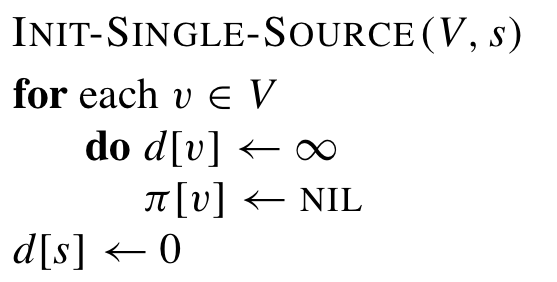 INIT-SINGLE-SOURCE(V, s)
for each v ∈ V
do d[v] ← ∞
π[v] ← NIL
d[s] ← 0